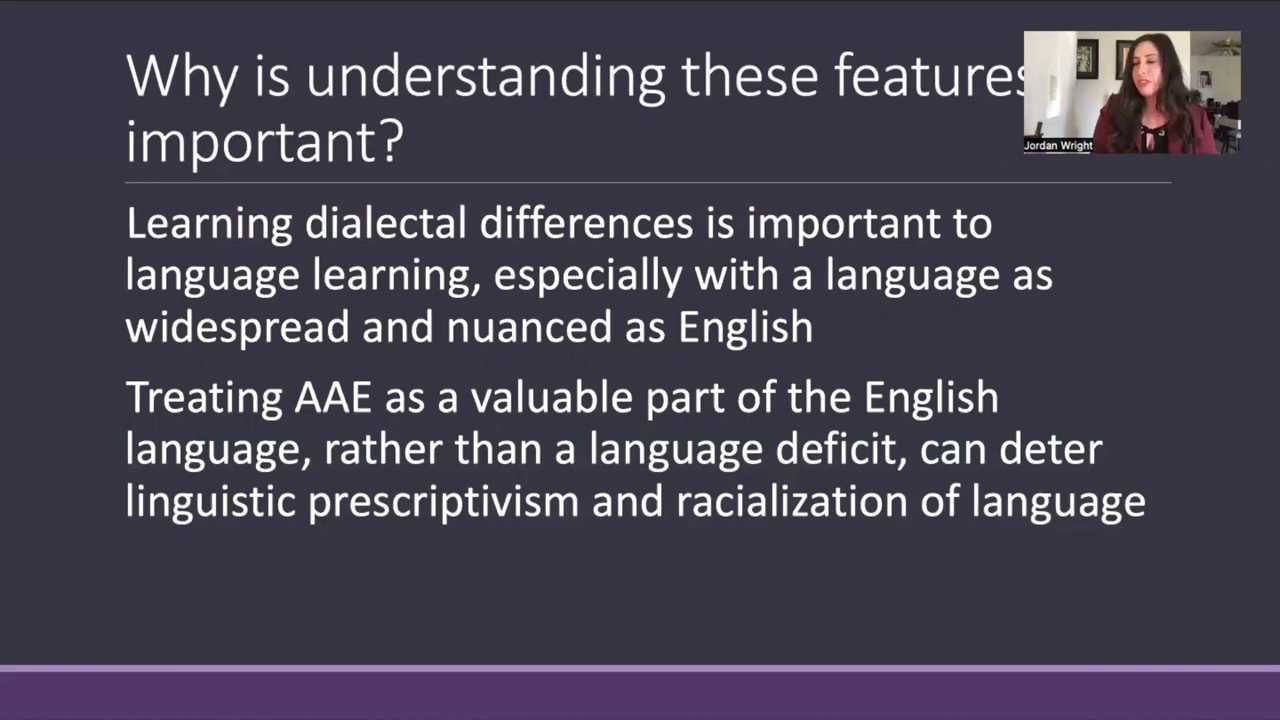 Why is understanding these features
important?
Jordan Wright
Learning dialectal differences is important to
language learning, especially with a language as
widespread and nuanced as English
Treating AAE as a valuable part of the English
language, rather than a language deficit, can deter
linguistic prescriptivism and racialization of language